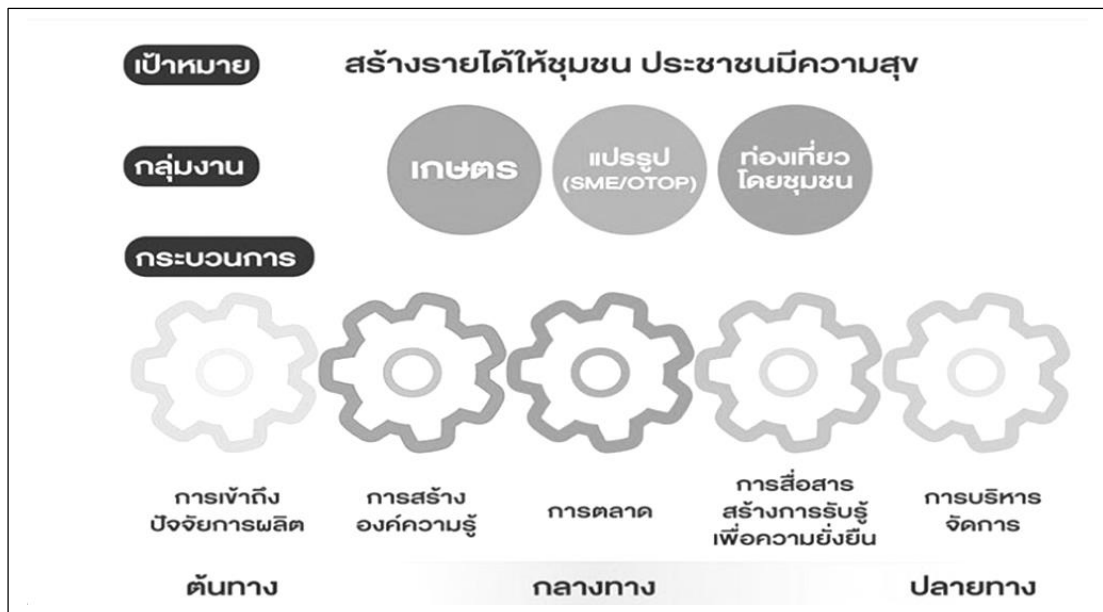 เป้าหมาย
สร้างรายได้ให้ชุมชน ประชาชนมีความสุข
กลุ่มงาน
เกษตร
แปรรูป
(SME/OTOP)
ท่องเที่ยว
โดยชุมชน
กระบวนการ
การเข้าถึง
ปัจจัยการผลิต
การสร้าง
องค์ความรู้
การตลาด
การสื่อสาร
สร้างการรับรู้
เพื่อความยั่งยืน
การบริหาร
จัดการ
ต้นทาง
กลางทาง
ปลายทาง